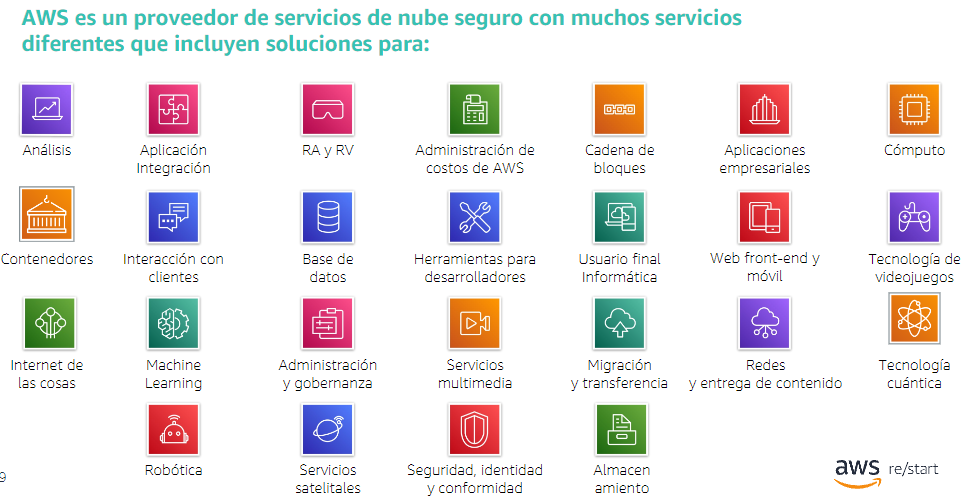 AWS es un proveedor de servicios de nube seguro con muchos servicios
diferentes que incluyen soluciones para:
Análisis
Aplicación
Integración
RA y RV
Administración de
costos de AWS
Cadena de
bloques
Aplicaciones
empresariales
Cómputo
Contenedores
Interacción con
clientes
Base de
datos
Herramientas para
desarrolladores
Usuario final
Informática
Web front-end y
móvil
Tecnología de
videojuegos
Internet de
las cosas
Machine
Learning
Administración
y gobernanza
Servicios
multimedia
Migración
y transferencia
Redes
y entrega de contenido
Tecnología
cuántica
Robótica
Servicios
satelitales
Seguridad, identidad
y conformidad
Almacen
amiento
9
aws re/start